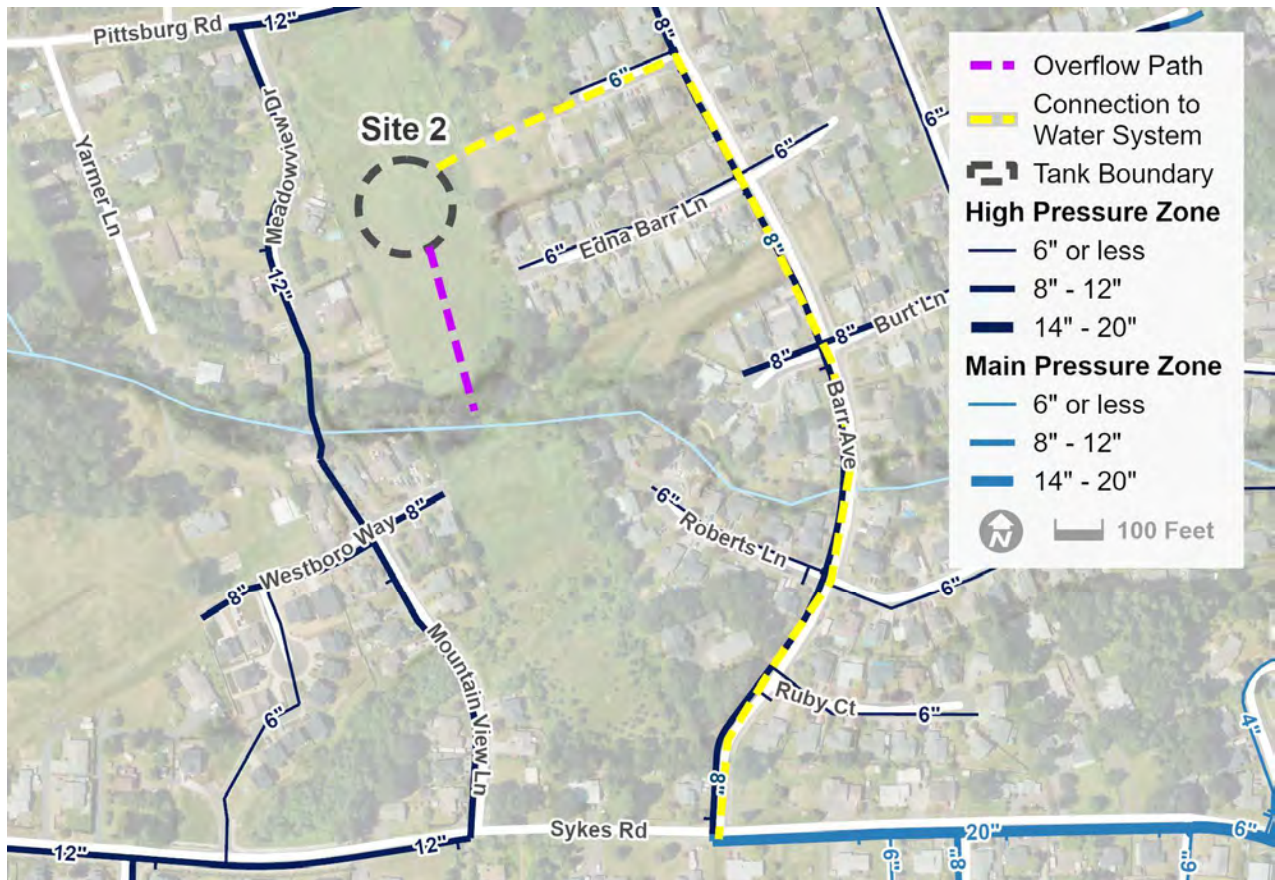 Pittsburg Rd
12"
8"
6"
Site 2
Meadowview Dr
Yarmer Ln
6"
Edna Barr Ln
6"
8"
12"
8"
Burt Ln
8"
Barr Ave
6"
Overflow Path
Connection to
Water System
Tank Boundary
High Pressure Zone
6" or less
8" - 12"
14" - 20"
Main Pressure Zone
6" or less
8" - 12"
14" - 20"
N
100 Feet
6"
Roberts Ln
6"
8"
Westboro Way
8"
Mountain View Ln
6"
Ruby Ct
6"
4"
8"
Sykes Rd
12"
12"
20"
6"
6"
8"
6"